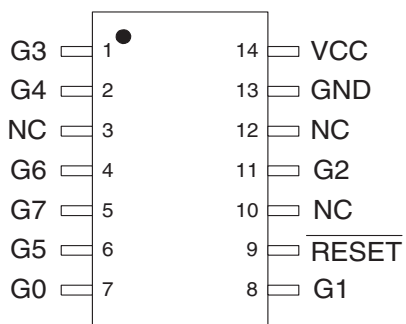 G3 1 14 VCC
G4 2 13 GND
NC 3 12 NC
G6 4 11 G2
G7 5 10 NC
G5 6 9 RESET
G0 7 8 G1